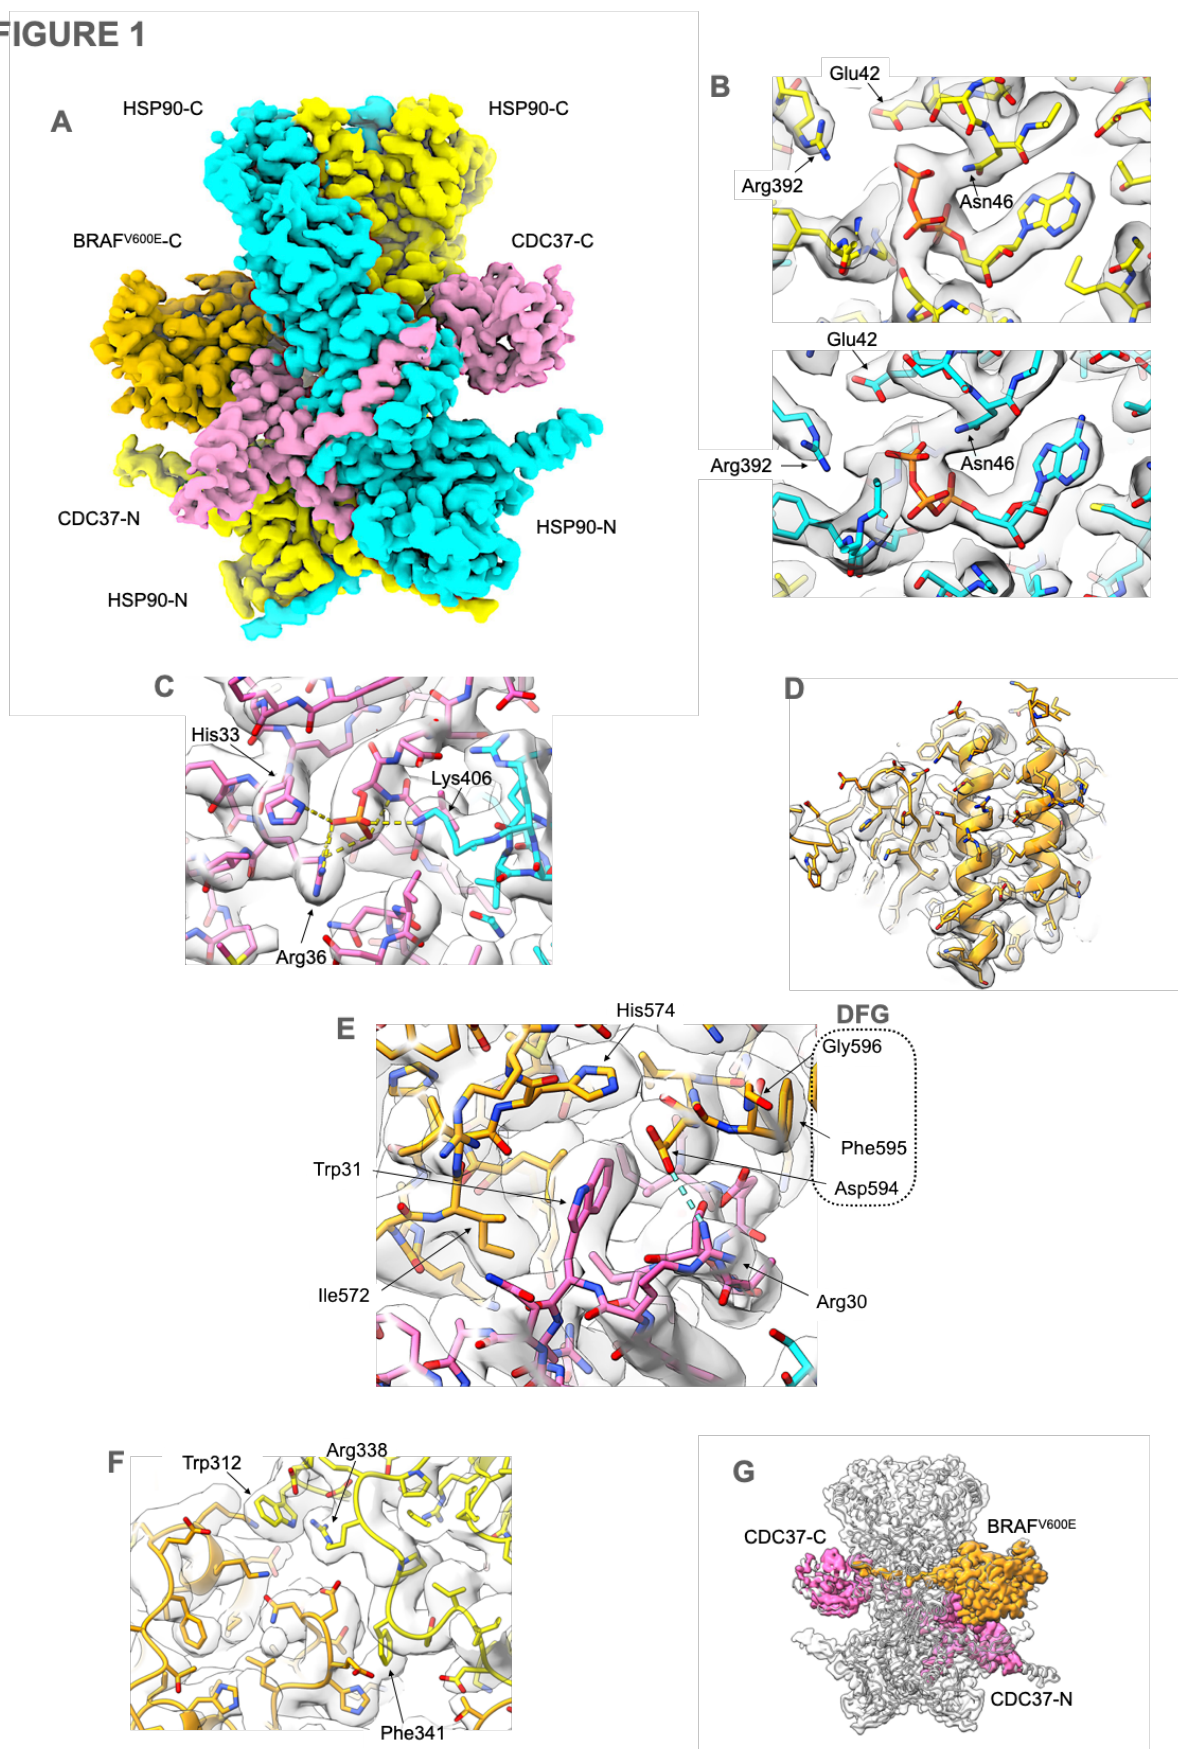 FIGURE 1
A
HSP90-C
HSP90-C
BRAFV600E-C
CDC37-C
CDC37-N
HSP90-N
HSP90-N
B
Glu42
Arg392
Asn46
Glu42
Arg392
Asn46
C
His33
Lys406
Arg36
D
E
His574
DFG
Gly596
Phe595
Trp31
Asp594
Ile572
Arg30
F
Trp312
Arg338
Phe341
G
CDC37-C
BRAFV600E
CDC37-N